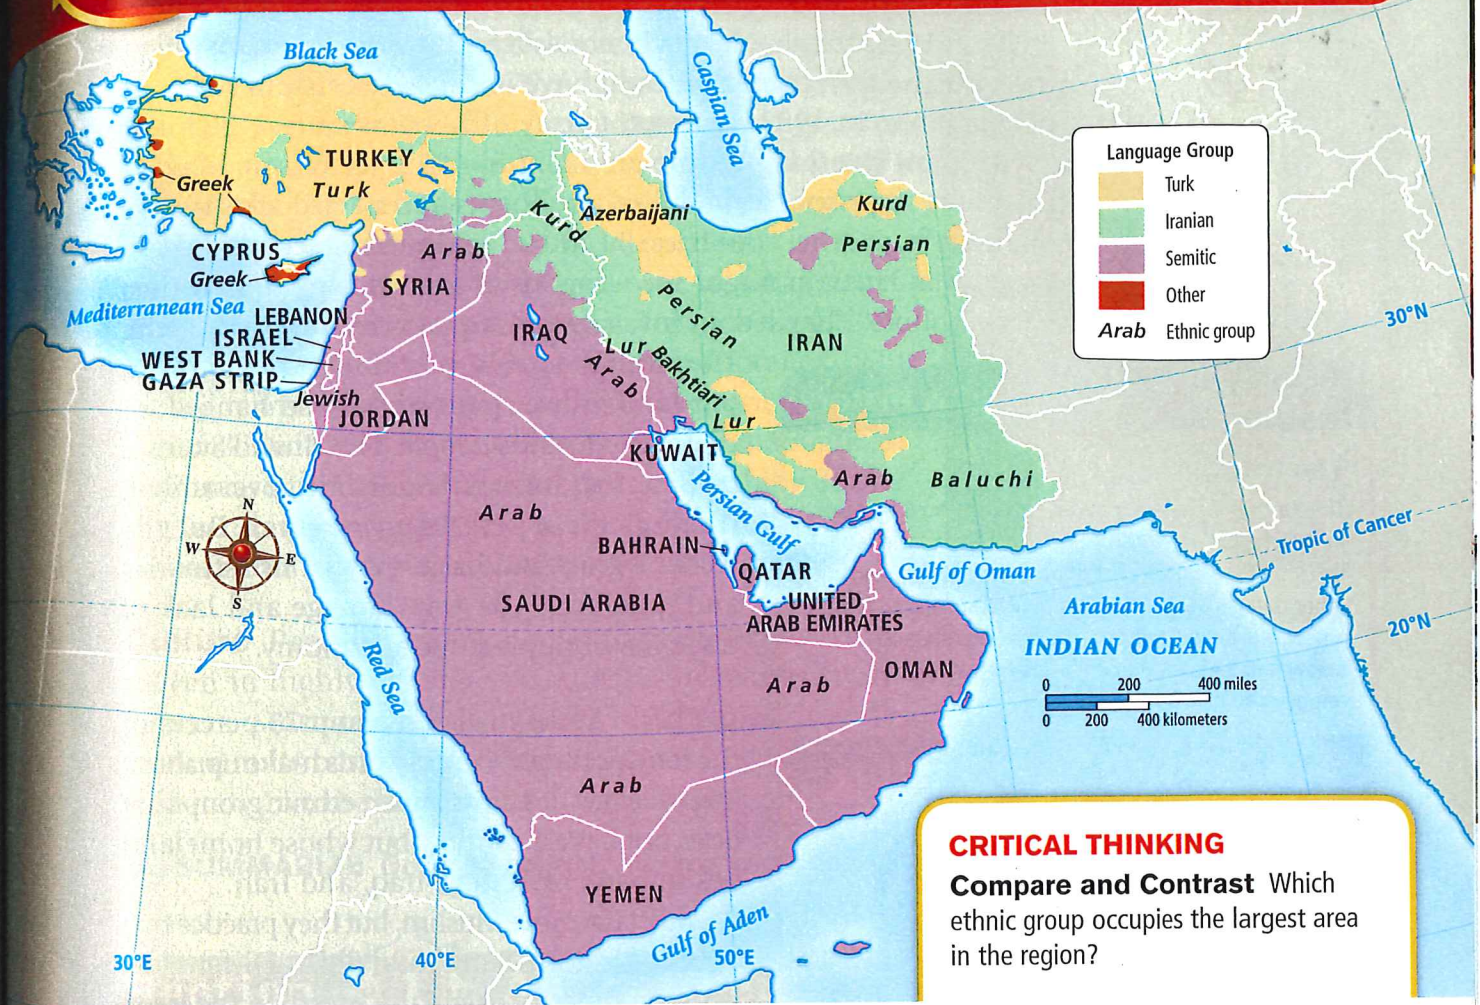 Black Sea
Caspian Sea
TURKEY
Turk
Greek
Azerbaijani
Kurd
Kurd
Persian
CYPRUS
Greek
Arab
SYRIA
Mediterranean Sea
LEBANON
ISRAEL
WEST BANK
GAZA STRIP
Jewish
JORDAN
IRAQ
Arab
Persian
IRAN
Lur
Bakhtiari
Lur
KUWAIT
Persian Gulf
Arab
Baluchi
Arab
BAHRAIN
QATAR
SAUDI ARABIA
UNITED
ARAB EMIRATES
Gulf of Oman
Arabian Sea
INDIAN OCEAN
OMAN
Arab
Red Sea
Arab
YEMEN
Gulf of Aden
N
W
E
S
Language Group
Turk
Iranian
Semitic
Other
Arab Ethnic group
30°N
Tropic of Cancer
20°N
0 200 400 miles
0 200 400 kilometers
30°E
40°E
50°E
CRITICAL THINKING
Compare and Contrast Which
ethnic group occupies the largest area
in the region?